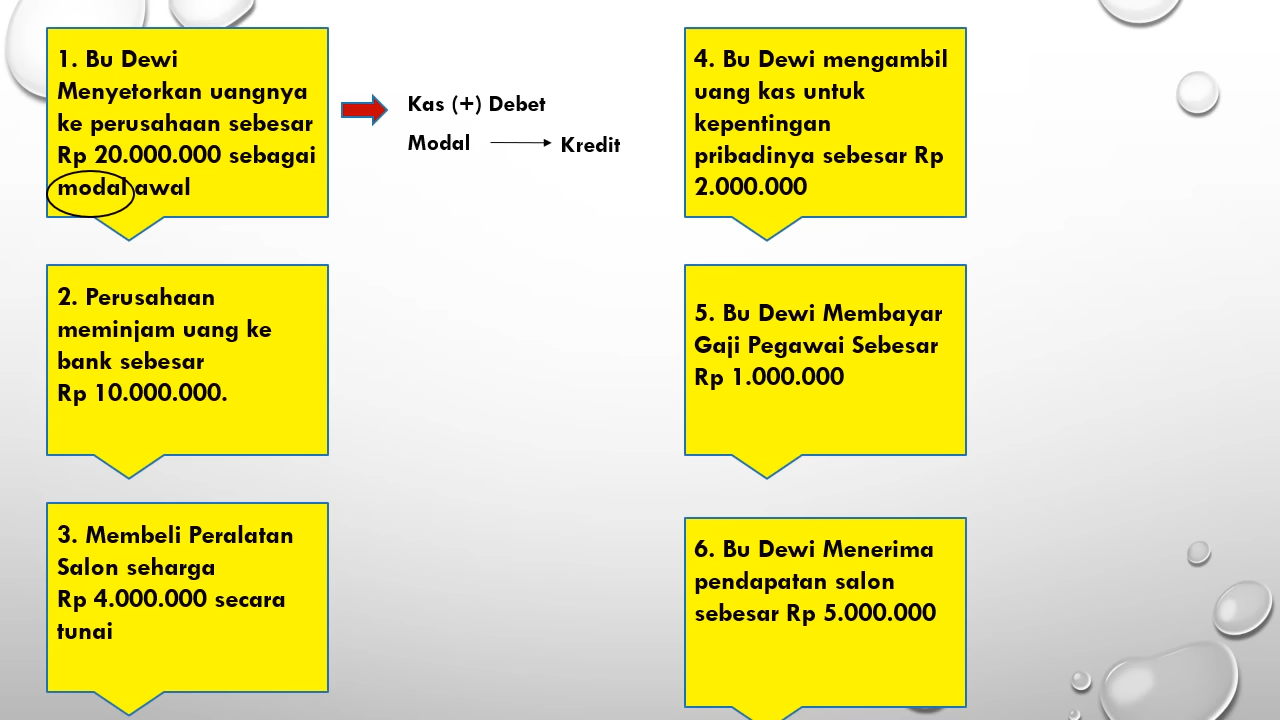 1. Bu Dewi
Menyetorkan uangnya
ke perusahaan sebesar
Rp 20.000.000 sebagai
modal awal
Kas (+) Debet
Modal
Kredit
2. Perusahaan
meminjam uang ke
bank sebesar
Rp 10.000.000.
3. Membeli Peralatan
Salon seharga
Rp 4.000.000 secara
tunai
4. Bu Dewi mengambil
uang kas untuk
kepentingan
pribadinya sebesar Rp
2.000.000
5. Bu Dewi Membayar
Gaji Pegawai Sebesar
Rp 1.000.000
6. Bu Dewi Menerima
pendapatan salon
sebesar Rp 5.000.000